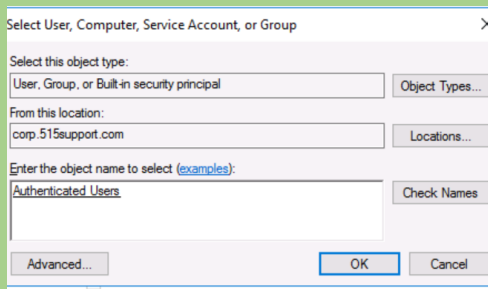 Select User, Computer, Service Account, or Group
Select this object type:
User, Group, or Built-in security principal
Object Types...
From this location:
corp.515support.com
Locations...
Enter the object name to select (examples):
Authenticated Users
Check Names
Advanced...
OK
Cancel